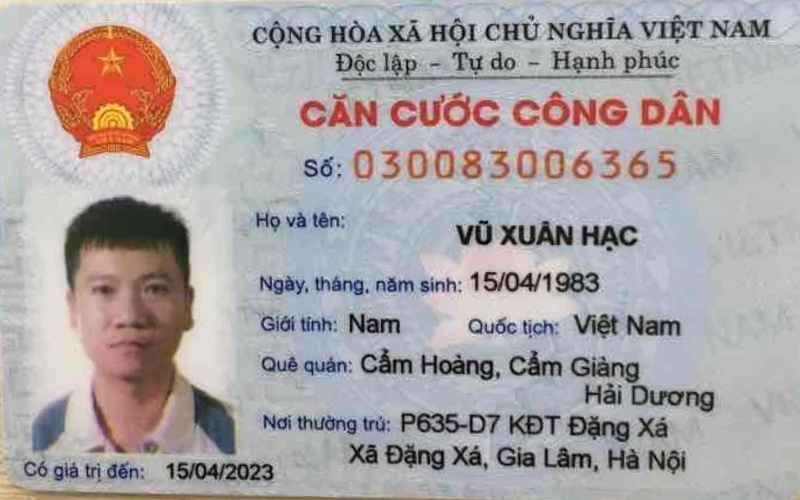 CỘNG HÒA XÃ HỘI CHỦ NGHĨA VIỆT NAM
Độc lập - Tự do - Hạnh phúc
CĂN CƯỚC CÔNG DÂN
Số: 030083006365
Họ và tên:
VŨ XUÂN HẠC
Ngày, tháng, năm sinh: 15/04/1983
Giới tính: Nam Quốc tịch: Việt Nam
Quê quán: Cẩm Hoàng, Cẩm Giàng
Hải Dương
Nơi thường trú: P635-D7 KĐT Đặng Xá
Xã Đặng Xá, Gia Lâm, Hà Nội
Có giá trị đến: 15/04/2023